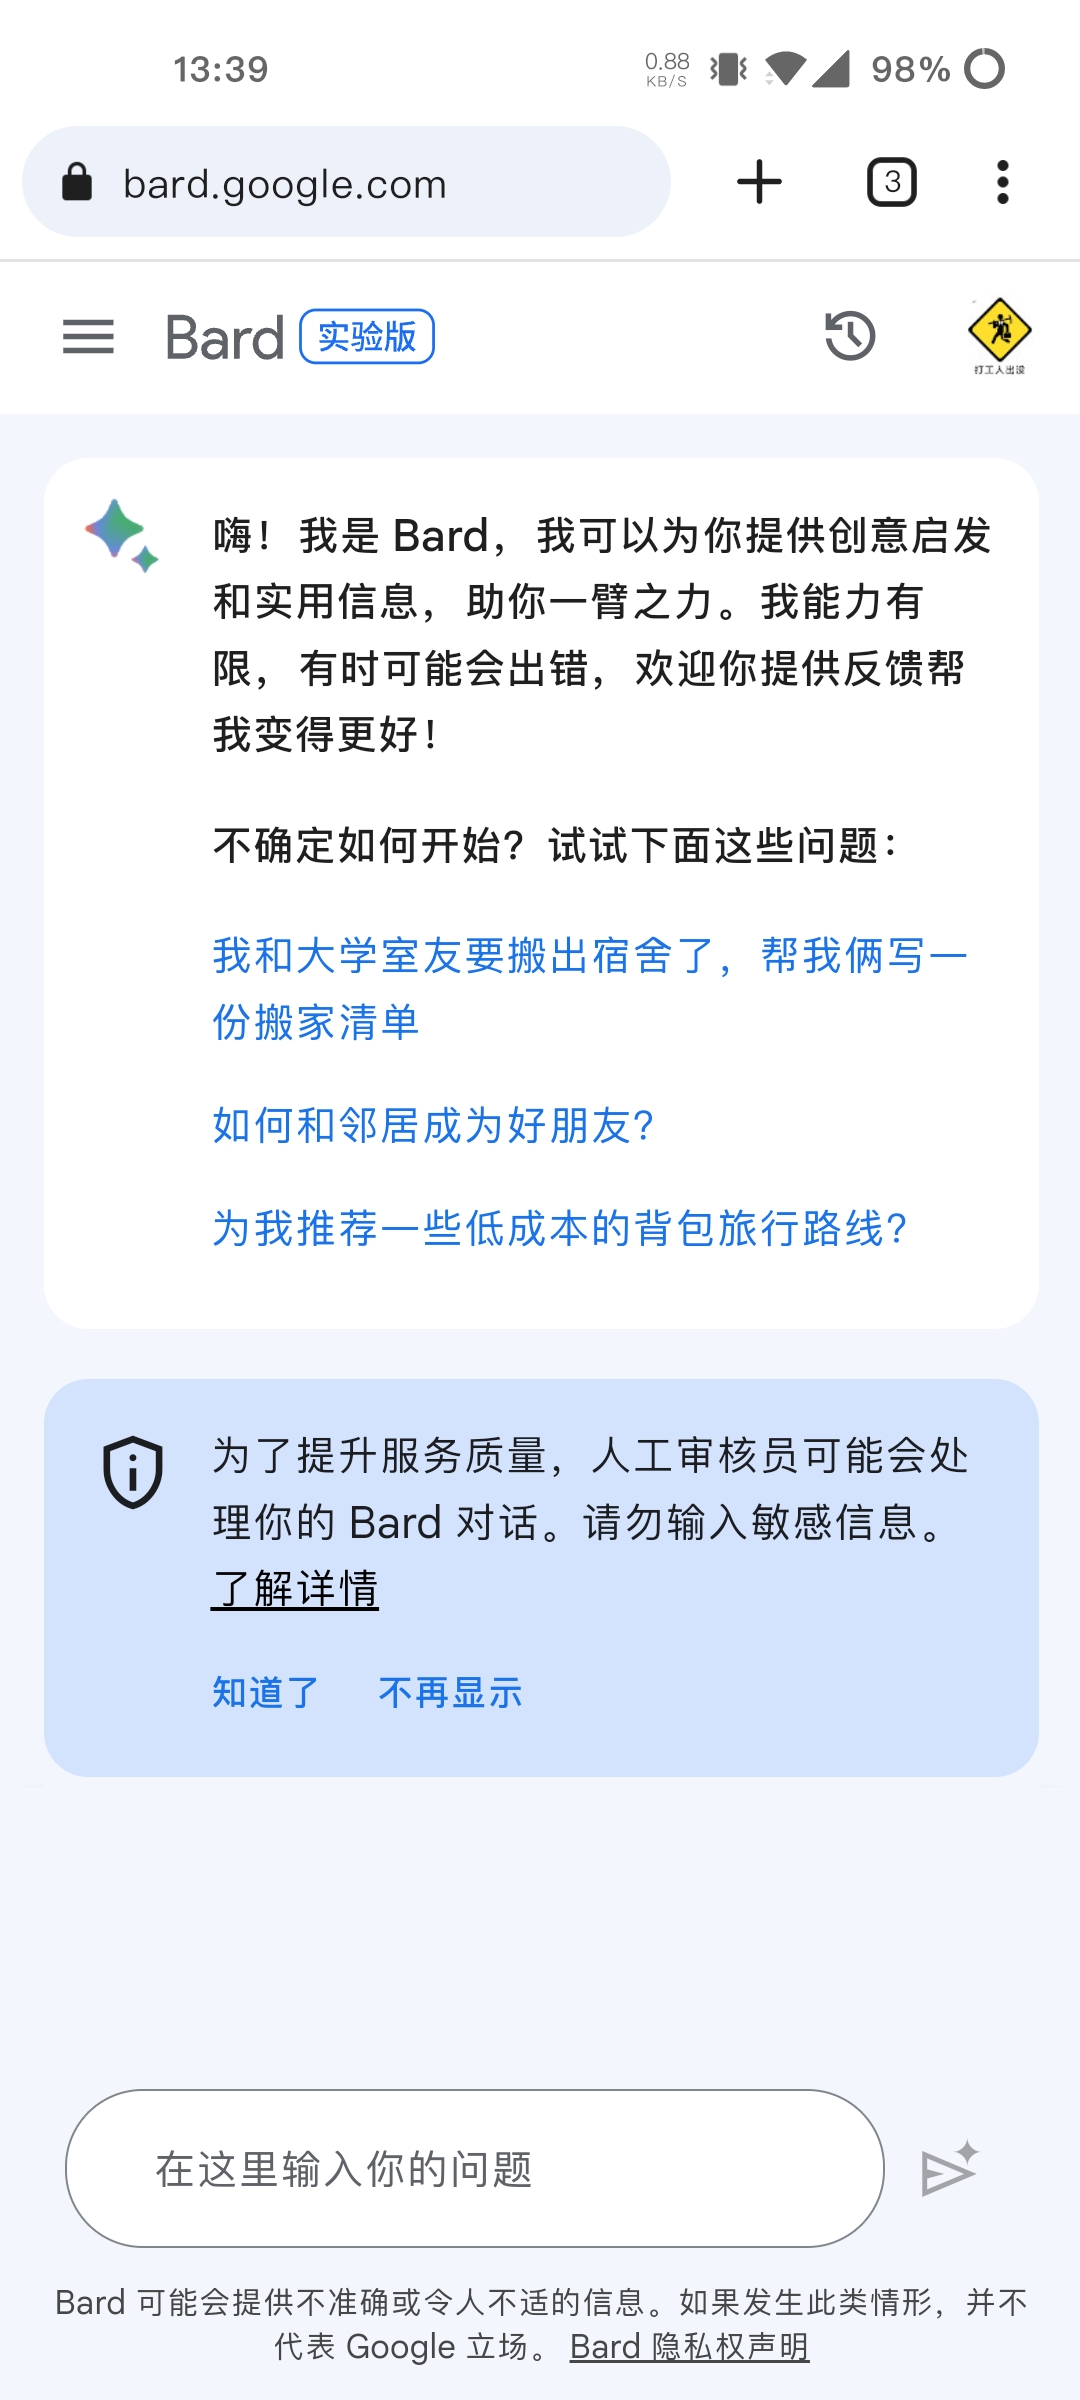 13:39
0.88
KB/S
98%
bard.google.com
3
Bard 实验版
打工人出没
嗨！我是 Bard，我可以为你提供创意启发
和实用信息，助你一臂之力。我能力有
限，有时可能会出错，欢迎你提供反馈帮
我变得更好！
不确定如何开始？试试下面这些问题：
我和大学室友要搬出宿舍了，帮我俩写一
份搬家清单
如何和邻居成为好朋友？
为我推荐一些低成本的背包旅行路线？
为了提升服务质量，人工审核员可能会处
理你的 Bard 对话。请勿输入敏感信息。
了解详情
知道了 不再显示
在这里输入你的问题
Bard 可能会提供不准确或令人不适的信息。如果发生此类情形，并不
代表 Google 立场。 Bard 隐私权声明